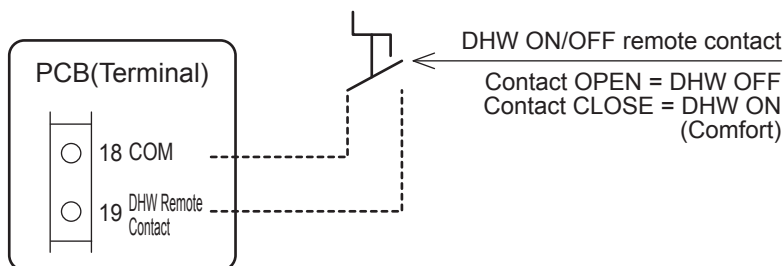 DHW ON/OFF remote contact
Contact OPEN = DHW OFF
Contact CLOSE = DHW ON
(Comfort)
PCB(Terminal)
18 COM
19 DHW Remote
Contact